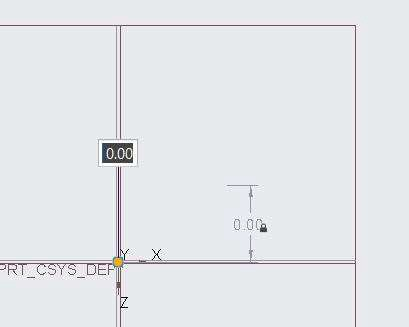 0.00
0.00
Y X
PRT_CSYS_DEF
Z